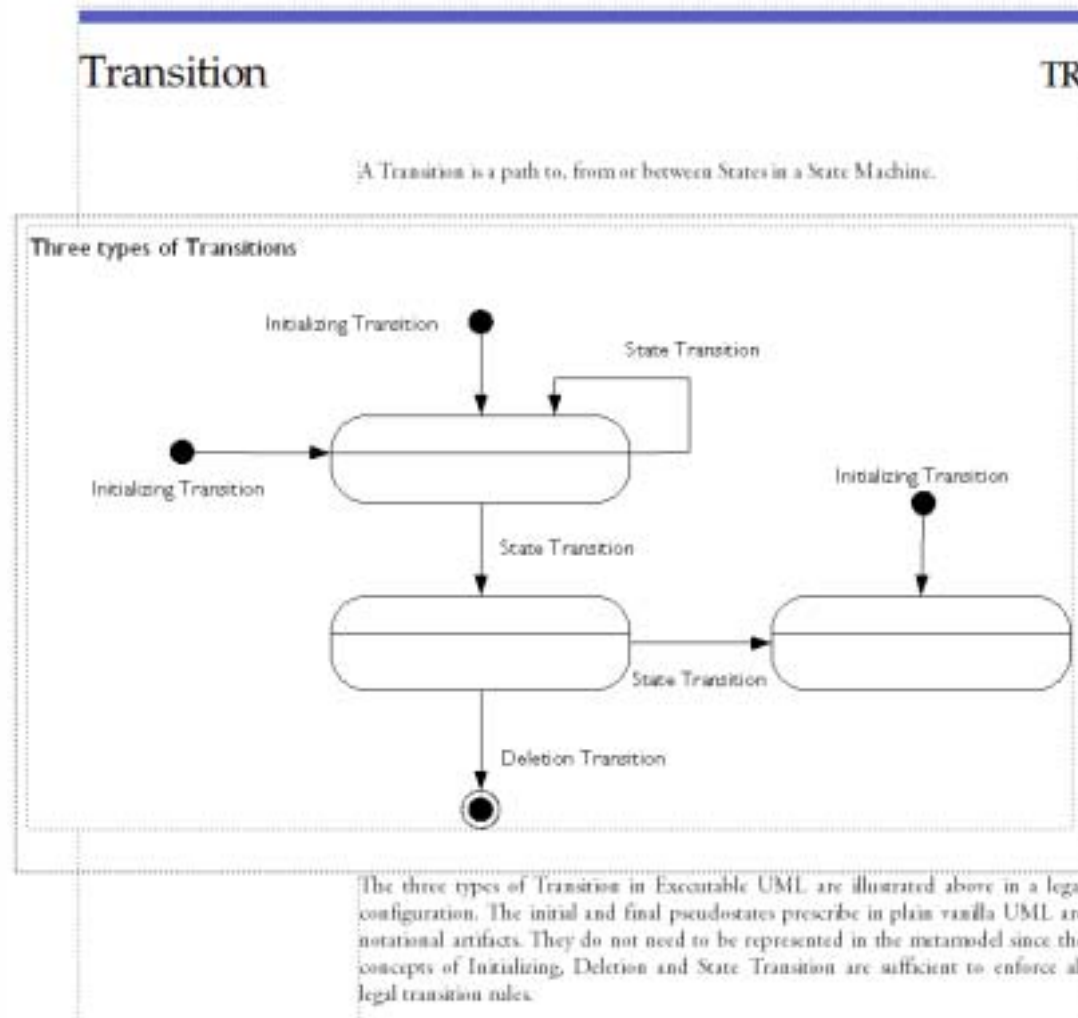 Transition
TR
A Transition is a path to, from or between States in a State Machine.
Three types of Transitions
Initializing Transition
State Transition
Initializing Transition
Initializing Transition
State Transition
State Transition
Deletion Transition
The three types of Transition in Executable UML are illustrated above in a lega
configuration. The initial and final pseudostates prescribe in plain vanilla UML ar
notational artifacts. They do not need to be represented in the metamodel since the
concepts of Initializing, Deletion and State Transition are sufficient to enforce al
legal transition rules.